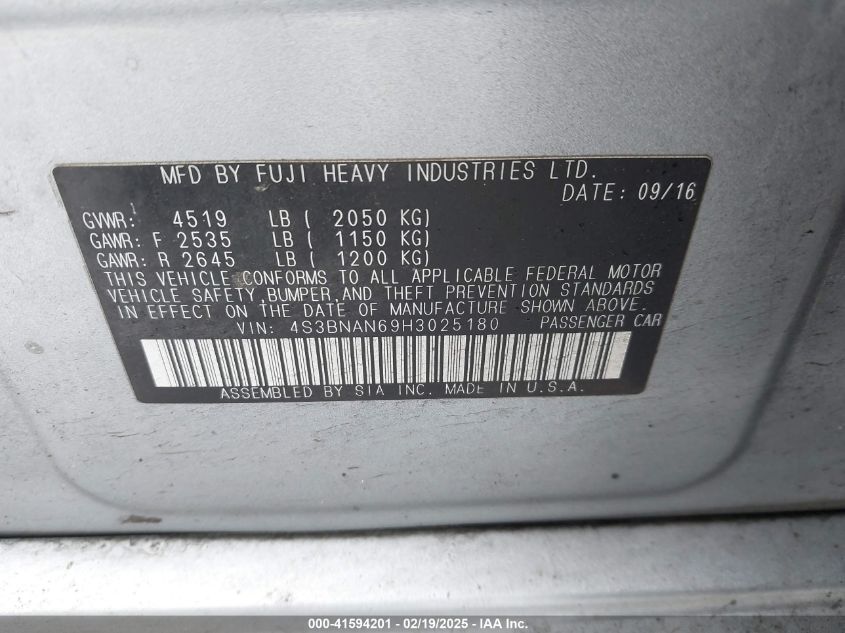 MFD BY FUJI HEAVY INDUSTRIES LTD.
DATE: 09/16
GVWR: 4519 LB ( 2050 KG)
GAWR: F 2535 LB ( 1150 KG)
GAWR: R 2645 LB ( 1200 KG)
THIS VEHICLE CONFORMS TO ALL APPLICABLE FEDERAL MOTOR
VEHICLE SAFETY,BUMPER,AND THEFT PREVENTION STANDARDS
IN EFFECT ON THE DATE OF MANUFACTURE SHOWN ABOVE.
VIN: 4S3BNAN69H3025180 PASSENGER CAR
ASSEMBLED BY SIA INC. MADE IN U.S.A.
000-41594201 - 02/19/2025 - IAA Inc.